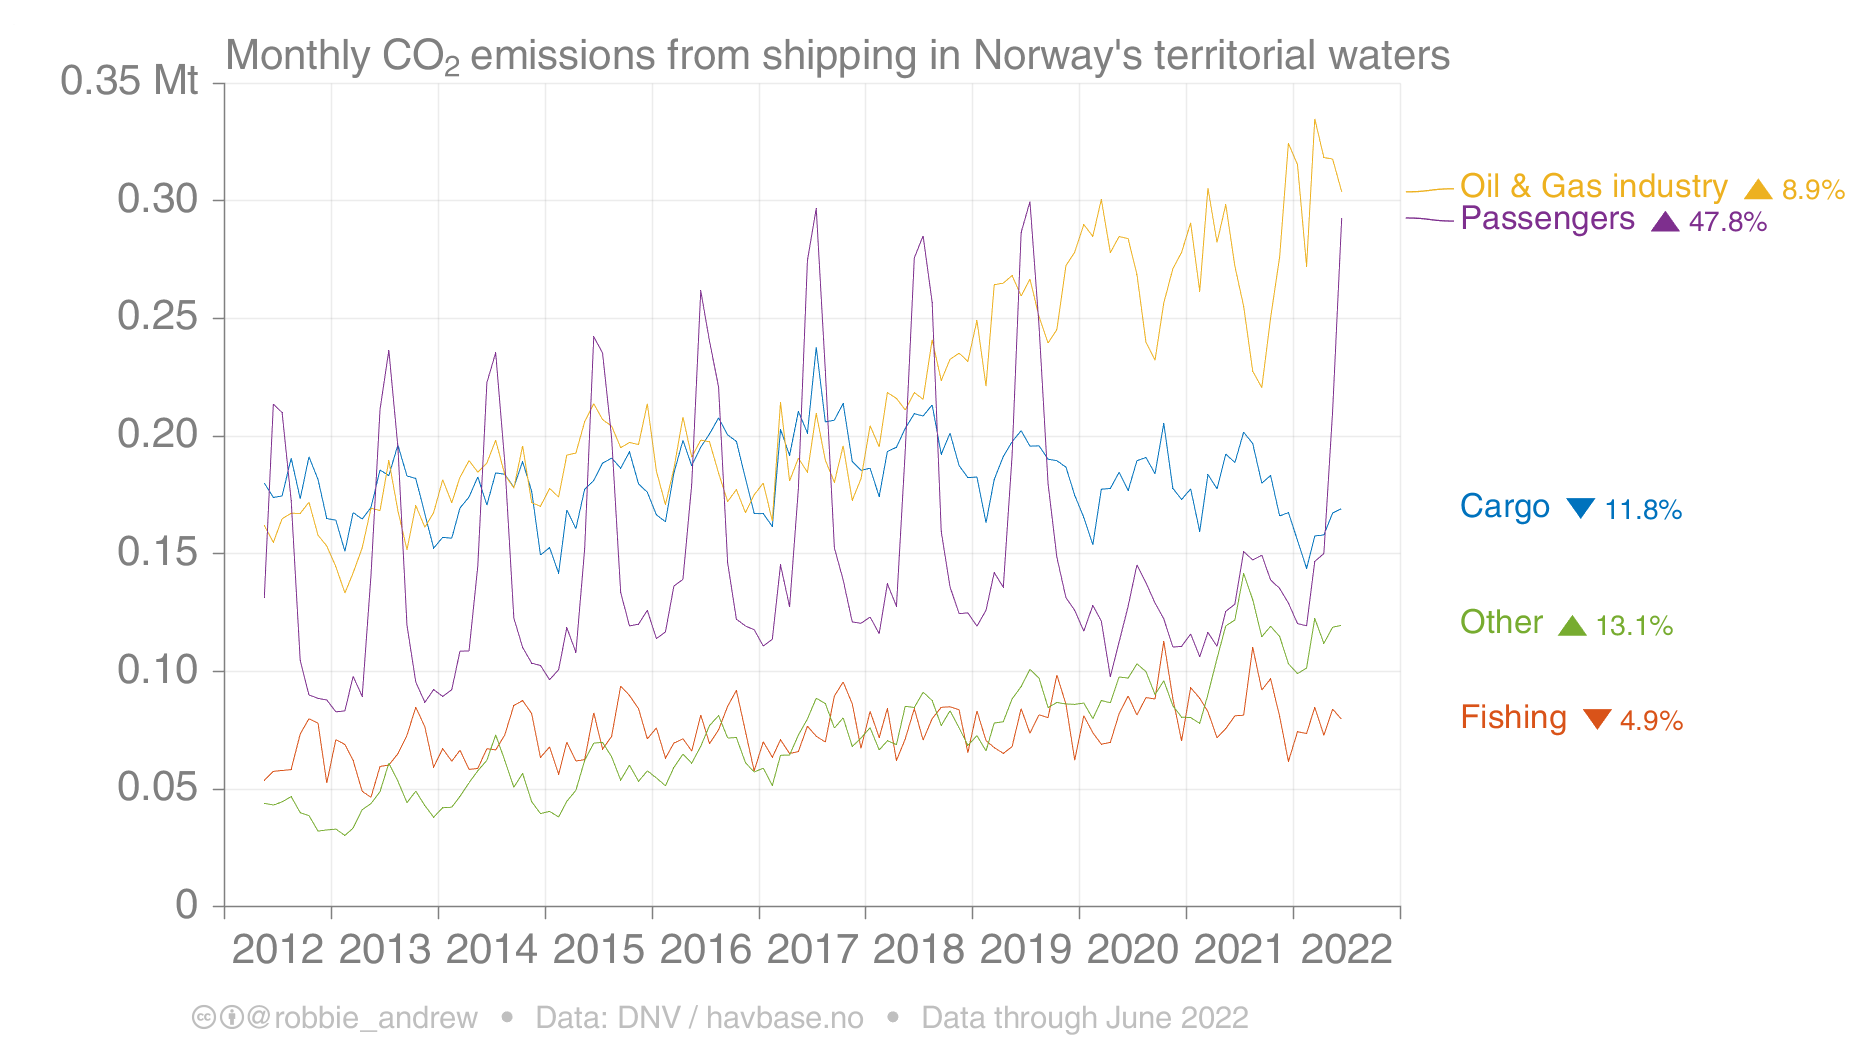 Monthly CO₂ emissions from shipping in Norway's territorial waters
0.35 Mt
0.30
0.25
0.20
0.15
0.10
0.05
0
2012 2013 2014 2015 2016 2017 2018 2019 2020 2021 2022
Oil & Gas industry ▲ 8.9%
Passengers ▲ 47.8%
Cargo ▼ 11.8%
Other ▲ 13.1%
Fishing ▼ 4.9%
@robbie_andrew • Data: DNV / havbase.no • Data through June 2022